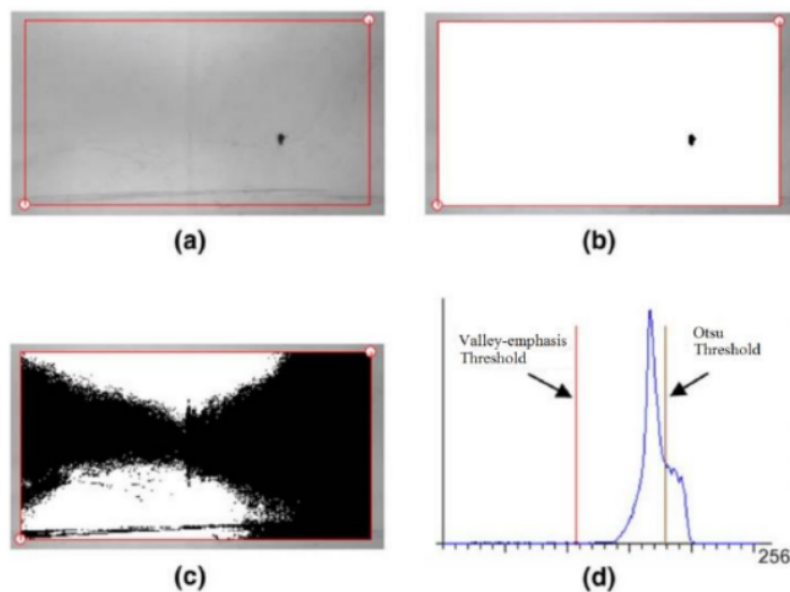 (a)
(b)
Valley-emphasis
Threshold
Otsu
Threshold
256
(c)
(d)